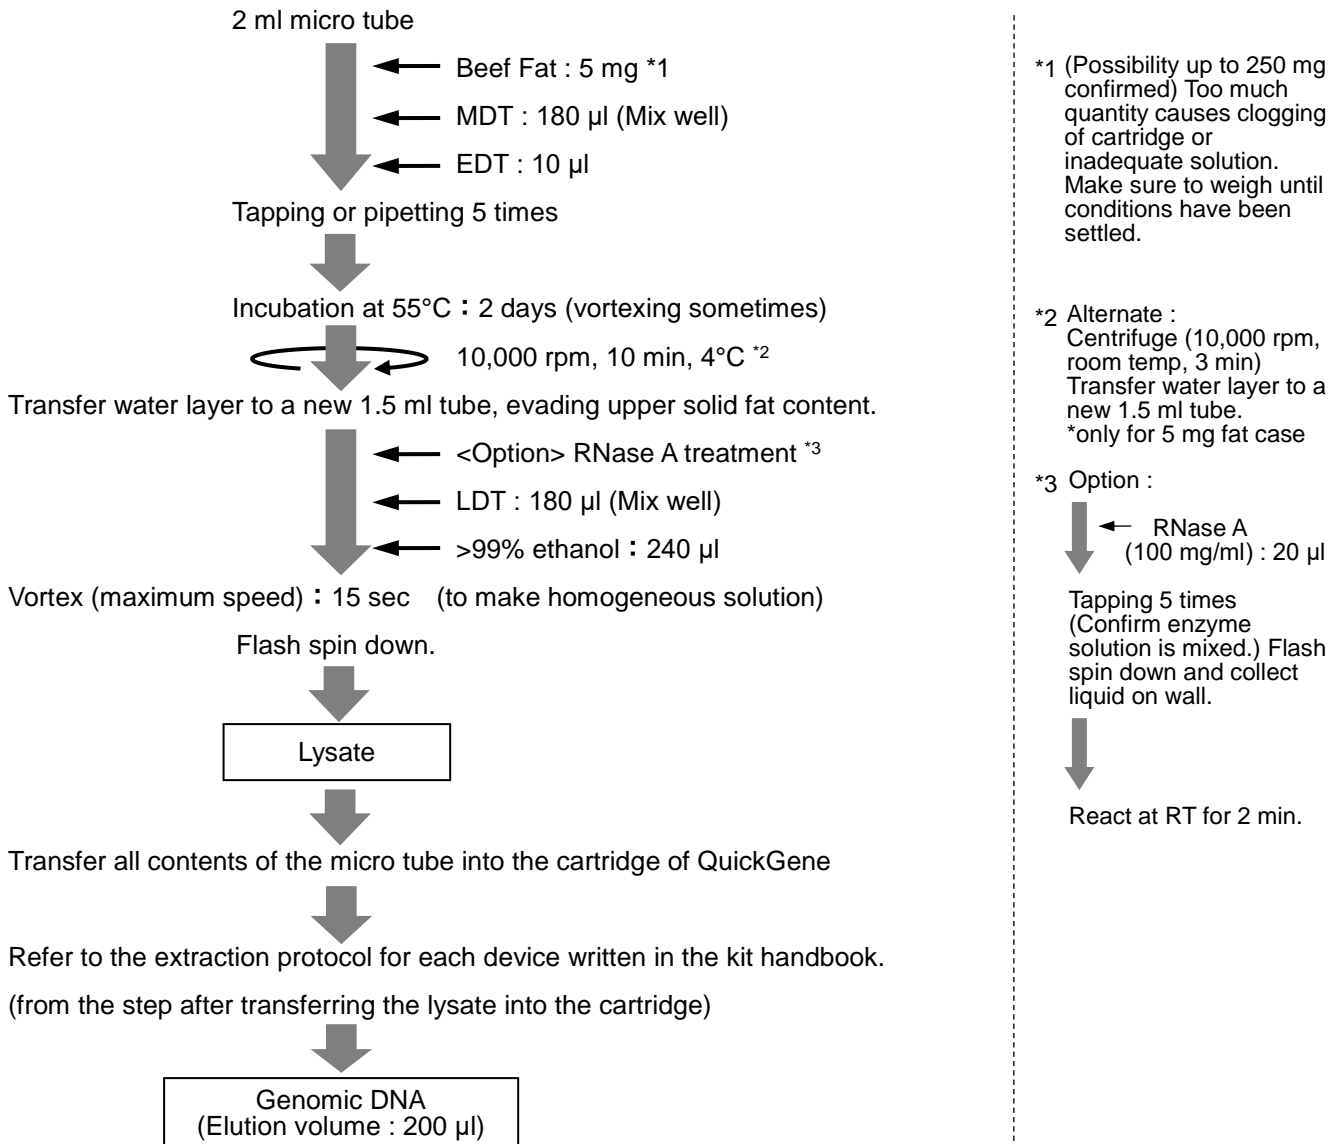 2 ml micro tube
Beef Fat : 5 mg *1
MDT : 180 µl (Mix well)
EDT : 10 µl
Tapping or pipetting 5 times
Incubation at 55°C：2 days (vortexing sometimes)
10,000 rpm, 10 min, 4°C *2
Transfer water layer to a new 1.5 ml tube, evading upper solid fat content.
<Option> RNase A treatment *3
LDT : 180 µl (Mix well)
>99% ethanol：240 µl
Vortex (maximum speed)：15 sec (to make homogeneous solution)
Flash spin down.
Lysate
Transfer all contents of the micro tube into the cartridge of QuickGene
Refer to the extraction protocol for each device written in the kit handbook.
(from the step after transferring the lysate into the cartridge)
Genomic DNA
(Elution volume : 200 µl)
*1 (Possibility up to 250 mg
confirmed) Too much
quantity causes clogging
of cartridge or
inadequate solution.
Make sure to weigh until
conditions have been
settled.
*2 Alternate :
Centrifuge (10,000 rpm,
room temp, 3 min)
Transfer water layer to a
new 1.5 ml tube.
*only for 5 mg fat case
*3 Option :
RNase A
(100 mg/ml) : 20 µl
Tapping 5 times
(Confirm enzyme
solution is mixed.) Flash
spin down and collect
liquid on wall.
React at RT for 2 min.